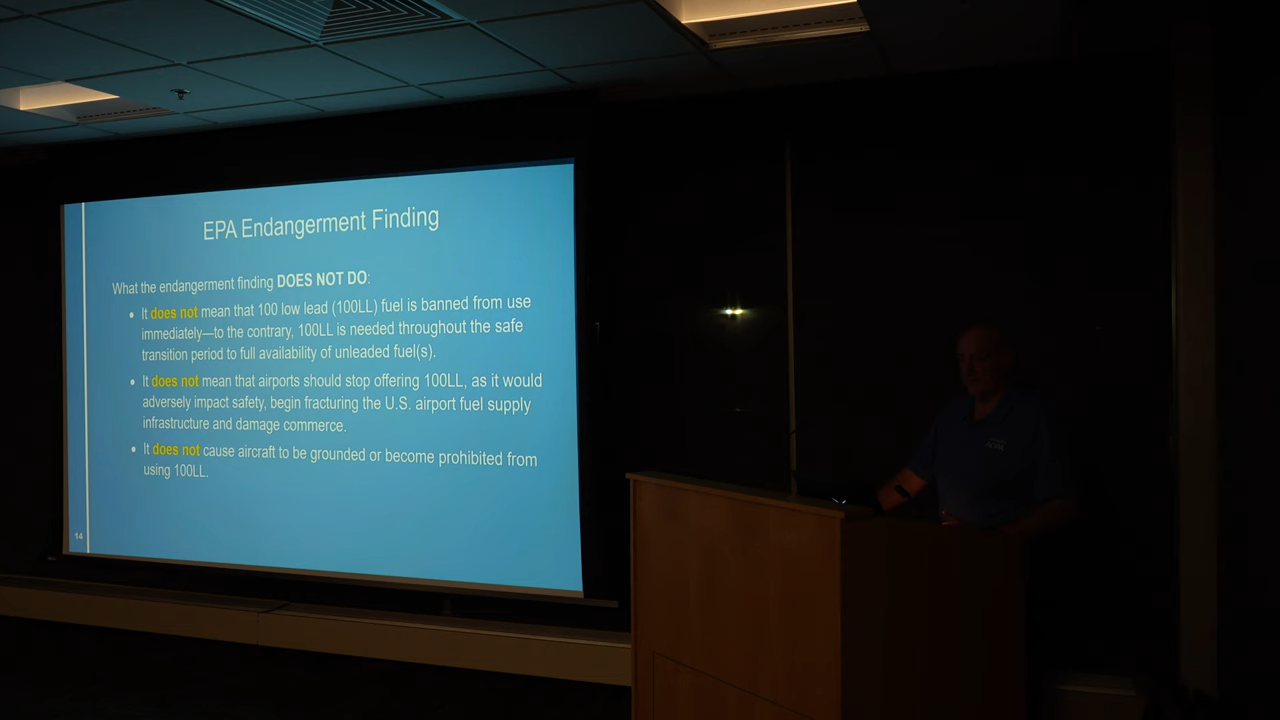 EPA Endangerment Finding
What the endangerment finding DOES NOT DO:
• It does not mean that 100 low lead (100LL) fuel is banned from use
immediately—to the contrary, 100LL is needed throughout the safe
transition period to full availability of unleaded fuel(s).
• It does not mean that airports should stop offering 100LL, as it would
adversely impact safety, begin fracturing the U.S. airport fuel supply
infrastructure and damage commerce.
• It does not cause aircraft to be grounded or become prohibited from
using 100LL.
14